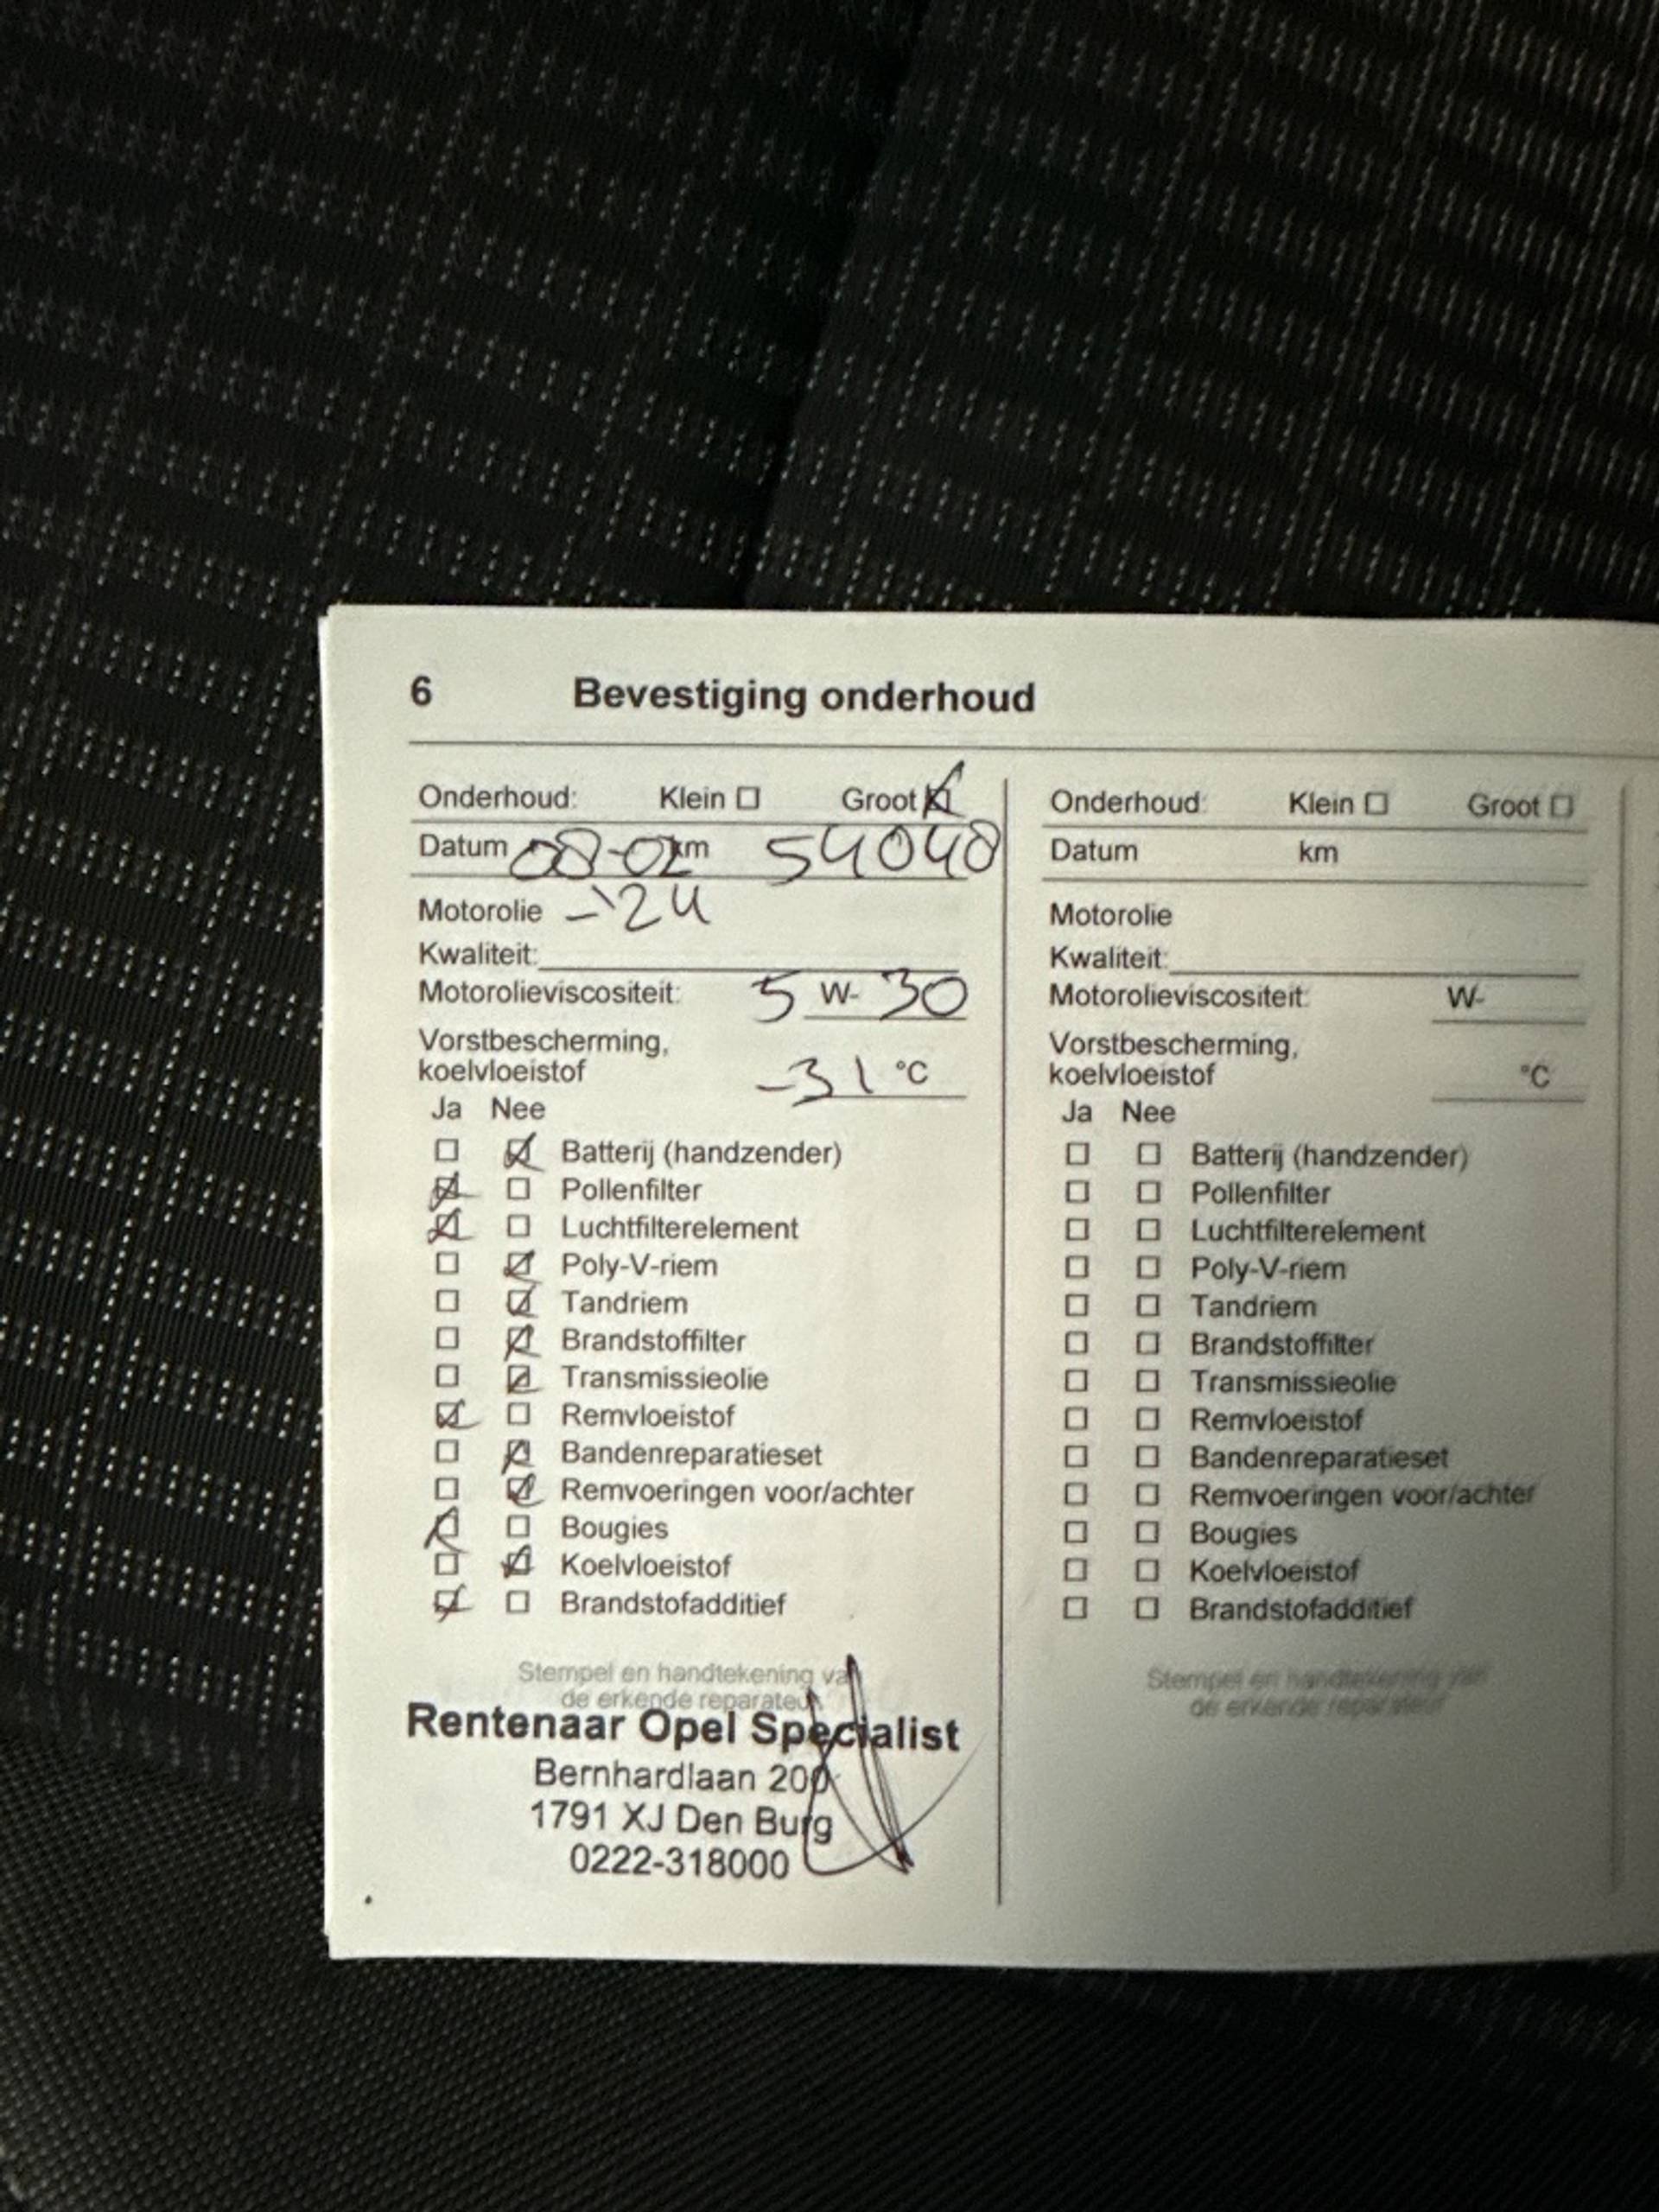 6 Bevestiging onderhoud
Onderhoud: Klein ☐ Groot ☒
Datum 08-02 km 54040
Motorolie -'24
Kwaliteit:
Motorolieviscositeit: 5 W- 30
Vorstbescherming,
koelvloeistof -31 °C
Ja Nee
☐ ☒ Batterij (handzender)
☒ ☐ Pollenfilter
☒ ☐ Luchtfilterelement
☐ ☒ Poly-V-riem
☐ ☒ Tandriem
☐ ☒ Brandstoffilter
☐ ☒ Transmissieolie
☒ ☐ Remvloeistof
☐ ☒ Bandenreparatieset
☐ ☒ Remvoeringen voor/achter
☒ ☐ Bougies
☐ ☒ Koelvloeistof
☒ ☐ Brandstofadditief
Stempel en handtekening van
de erkende reparateur
Rentenaar Opel Specialist
Bernhardlaan 200
1791 XJ Den Burg
0222-318000
Onderhoud: Klein ☐ Groot ☐
Datum km
Motorolie
Kwaliteit:
Motorolieviscositeit: W-
Vorstbescherming,
koelvloeistof °C
Ja Nee
☐ ☐ Batterij (handzender)
☐ ☐ Pollenfilter
☐ ☐ Luchtfilterelement
☐ ☐ Poly-V-riem
☐ ☐ Tandriem
☐ ☐ Brandstoffilter
☐ ☐ Transmissieolie
☐ ☐ Remvloeistof
☐ ☐ Bandenreparatieset
☐ ☐ Remvoeringen voor/achter
☐ ☐ Bougies
☐ ☐ Koelvloeistof
☐ ☐ Brandstofadditief
Stempel en handtekening van
de erkende reparateur